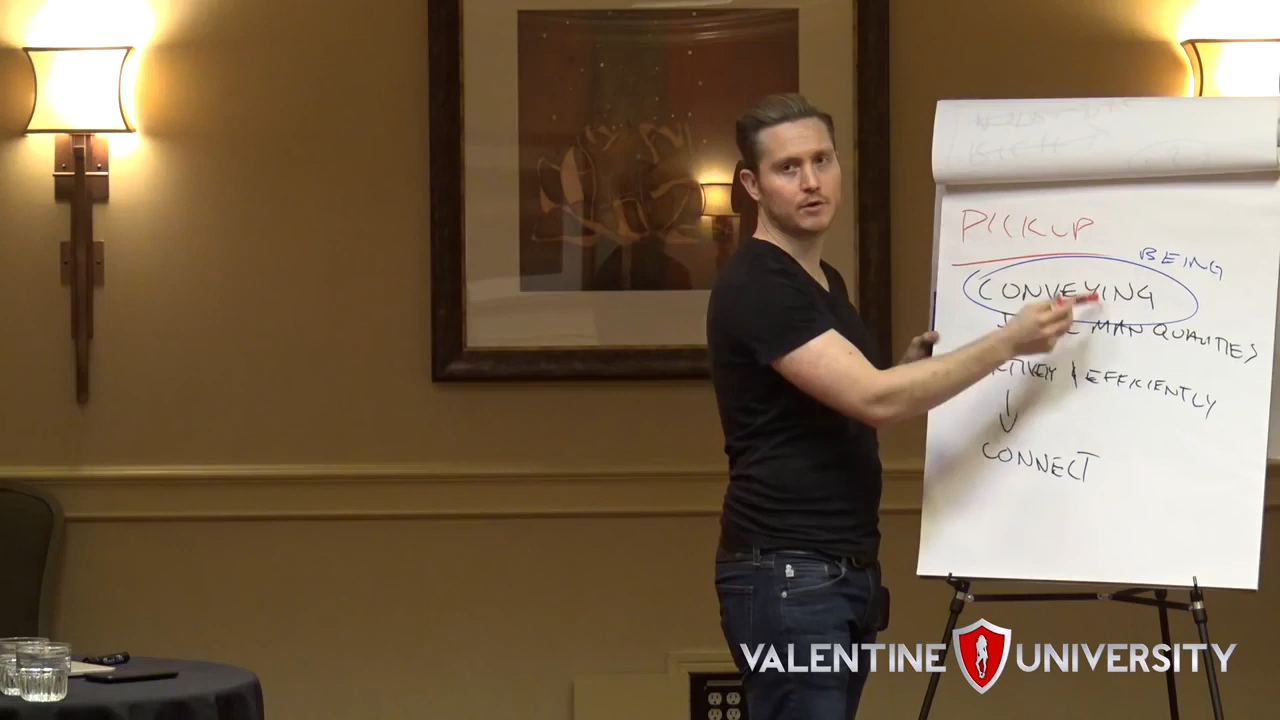 PICKUP
BEING
CONVEYING
MAN QUALITIES
& EFFICIENTLY
CONNECT
VALENTINE UNIVERSITY